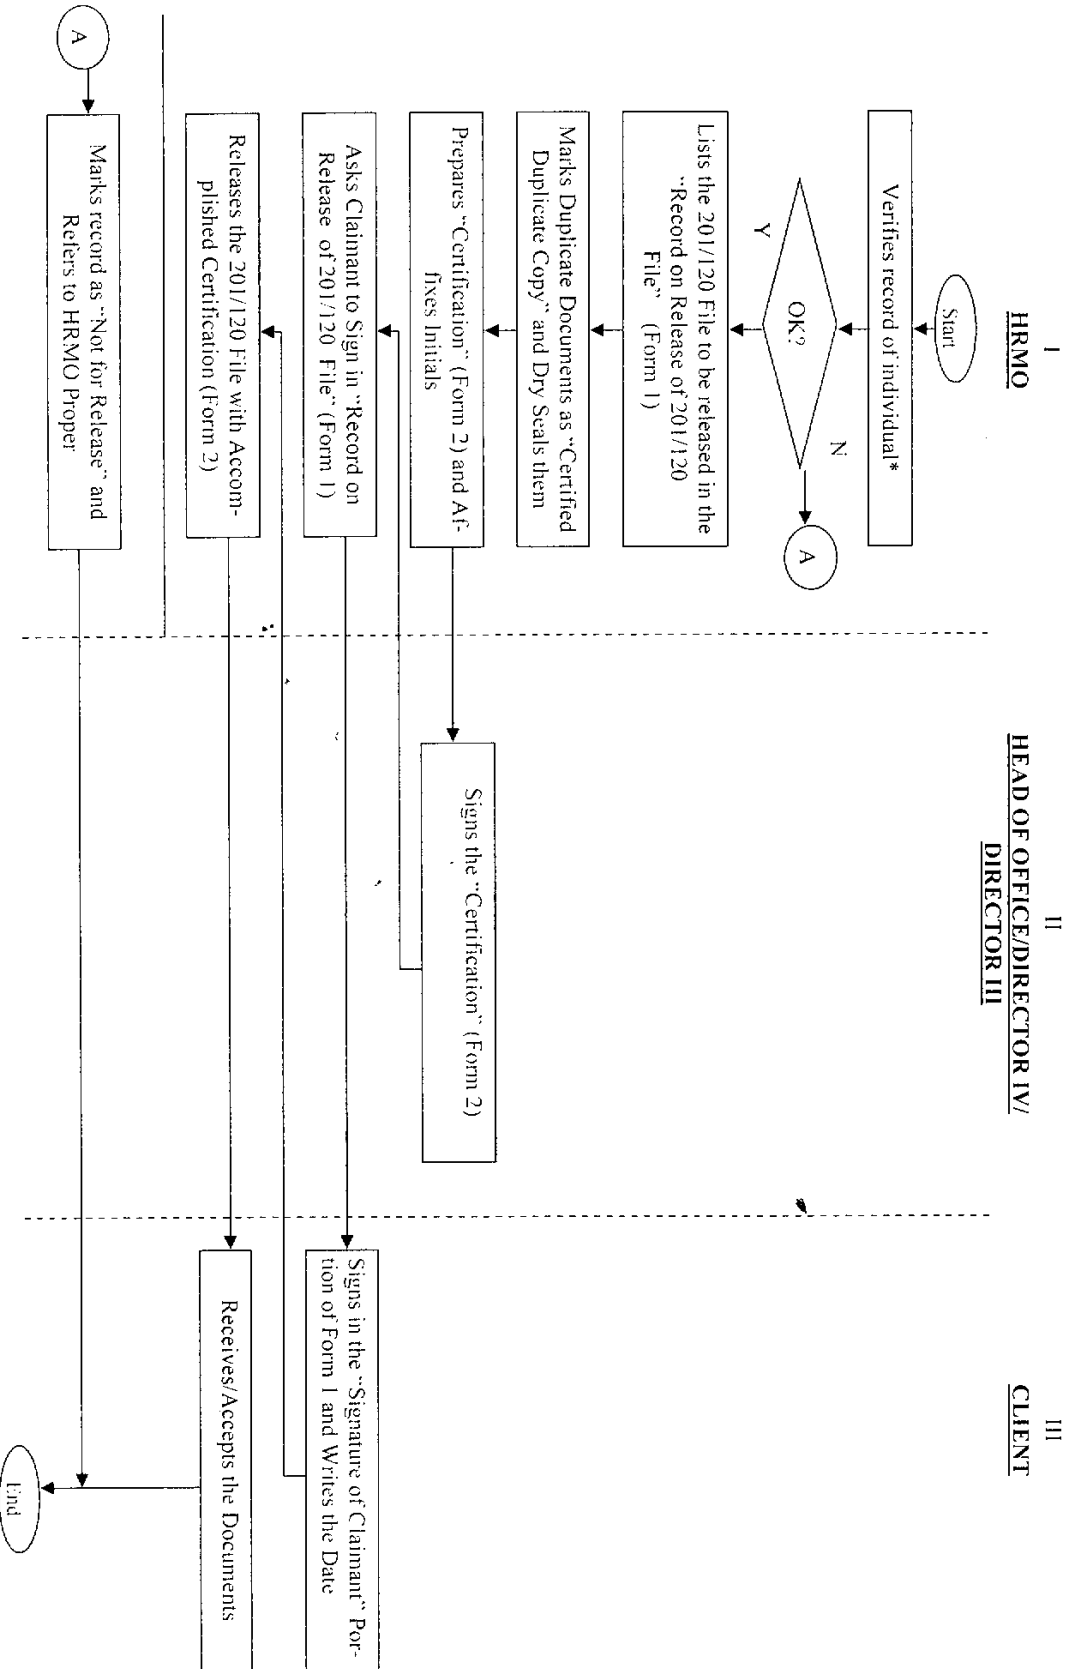 I
HRMO
Start
Verifies record of individual*
OK?
N
A
Y
Lists the 201/120 File to be released in the
“Record on Release of 201/120
File” (Form 1)
Marks Duplicate Documents as “Certified
Duplicate Copy” and Dry Seals them
Prepares “Certification” (Form 2) and Af-
fixes Initials
Asks Claimant to Sign in “Record on
Release of 201/120 File” (Form 1)
Releases the 201/120 File with Accom-
plished Certification (Form 2)
A
Marks record as “Not for Release” and
Refers to HRMO Proper
II
HEAD OF OFFICE/DIRECTOR IV/
DIRECTOR III
Signs the “Certification” (Form 2)
III
CLIENT
Signs in the “Signature of Claimant” Por-
tion of Form 1 and Writes the Date
Receives/Accepts the Documents
End